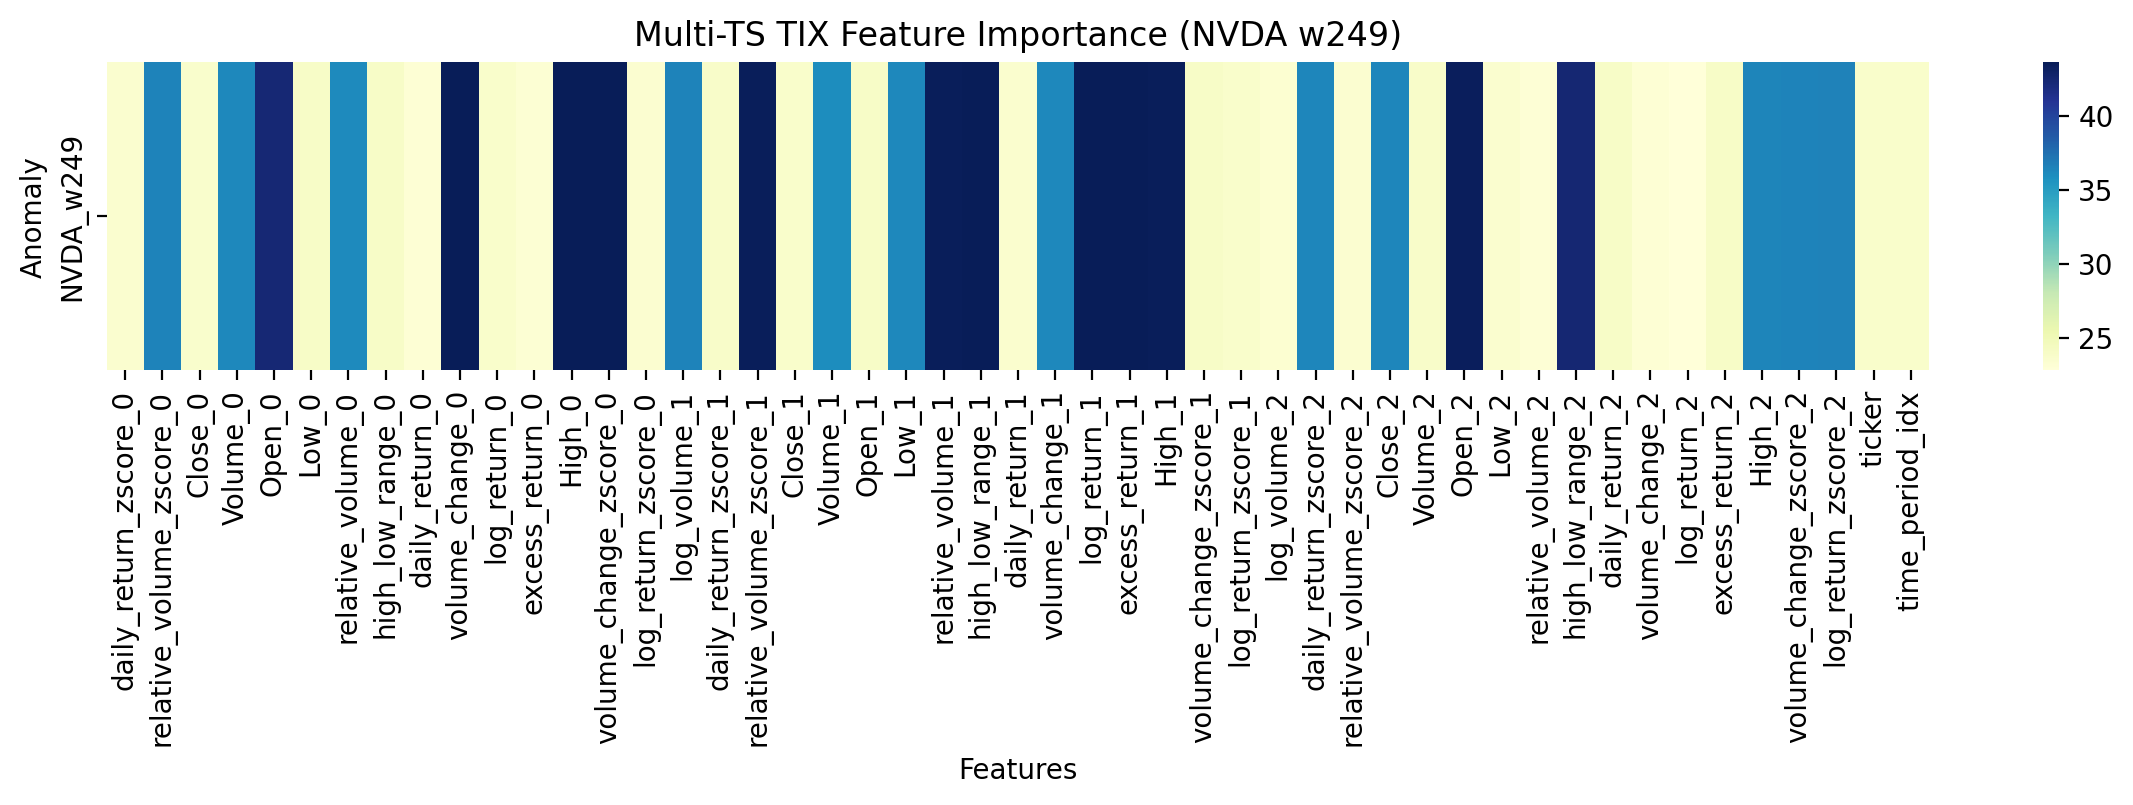 Multi-TS TIX Feature Importance (NVDA w249)
Anomaly
NVDA_w249
40
35
30
25
daily_return_zscore_0
relative_volume_zscore_0
Close_0
Volume_0
Open_0
Low_0
relative_volume_0
high_low_range_0
daily_return_0
volume_change_0
log_return_0
excess_return_0
High_0
volume_change_zscore_0
log_return_zscore_0
log_volume_1
daily_return_zscore_1
relative_volume_zscore_1
Close_1
Volume_1
Open_1
Low_1
relative_volume_1
high_low_range_1
daily_return_1
volume_change_1
log_return_1
excess_return_1
High_1
volume_change_zscore_1
log_return_zscore_1
log_volume_2
daily_return_zscore_2
relative_volume_zscore_2
Close_2
Volume_2
Open_2
Low_2
relative_volume_2
high_low_range_2
daily_return_2
volume_change_2
log_return_2
excess_return_2
High_2
volume_change_zscore_2
log_return_zscore_2
ticker
time_period_idx
Features